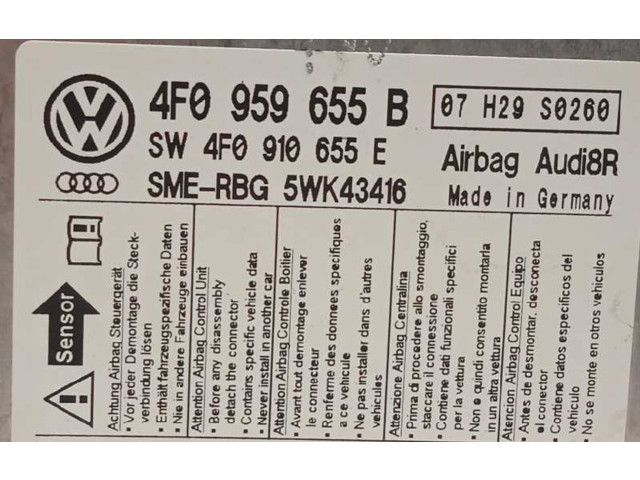 4F0 959 655 B
07 H29 S0260
SW 4F0 910 655 E
Airbag Audi8R
SME-RBG 5WK43416
Made in Germany
Sensor
Achtung Airbag Steuergerät
• Vor jeder Demontage die Steck-
verbindung lösen
• Enthält fahrzeugspezifische Daten
• Nie in andere Fahrzeuge einbauen
Attention Airbag Control Unit
• Before any disassembly
detach the connector
• Contains specific vehicle data
• Never install in another car
Attention Airbag Controle Boitier
• Avant tout demontage enlever
le connecteur
• Renferme des donnees specifiques
a ce vehicule
• Ne pas installer dans d'autres
vehicules
Attenzione Airbag Centralina
• Prima di procedere allo smontaggio,
staccare il connessione
• Contiene dati funzionali spezifici
per la vettura
• Non e quindi consentito montarla
in un altra vettura
Atencion Airbag Control Equipo
• Antes de desmontar, desconecta
el conector
• Contiene datos especificos del
vehiculo
• No se monte en otros vehiculos